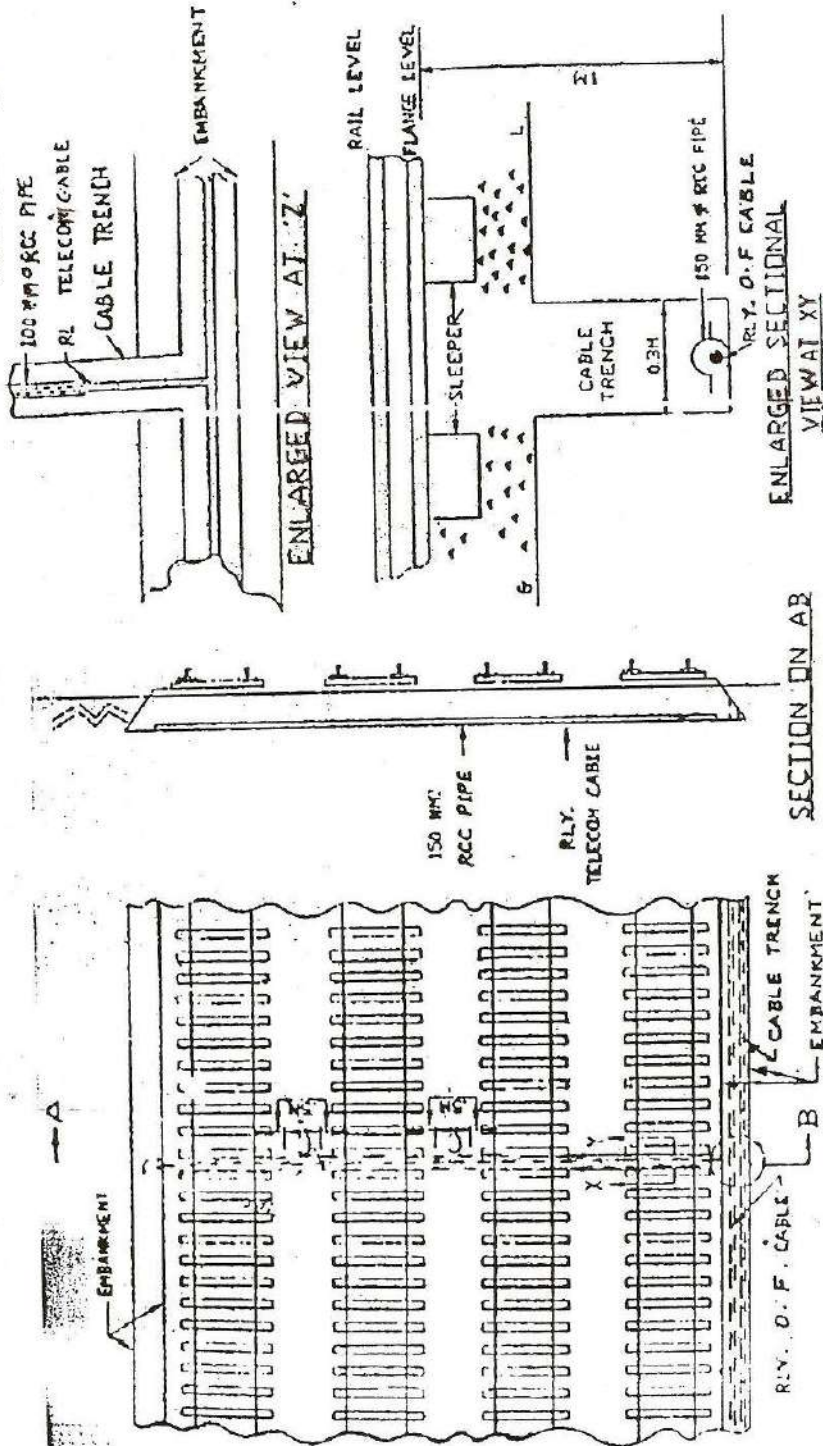 100 MM Φ RCC PIPE
RL TELECOM CABLE
CABLE TRENCH
EMBANKMENT
ENLARGED VIEW AT 'Z'
RAIL LEVEL
FLANGE LEVEL
SLEEPER
CABLE
TRENCH
0.3M
150 MM Φ RCC PIPE
RLY. O.F CABLE
ENLARGED SECTIONAL
VIEW AT XY
150 MM
RCC PIPE
RLY.
TELECOM CABLE
SECTION ON AB
A
EMBANKMENT
X
Y
B
RLY. O.F. CABLE
CABLE TRENCH
EMBANKMENT